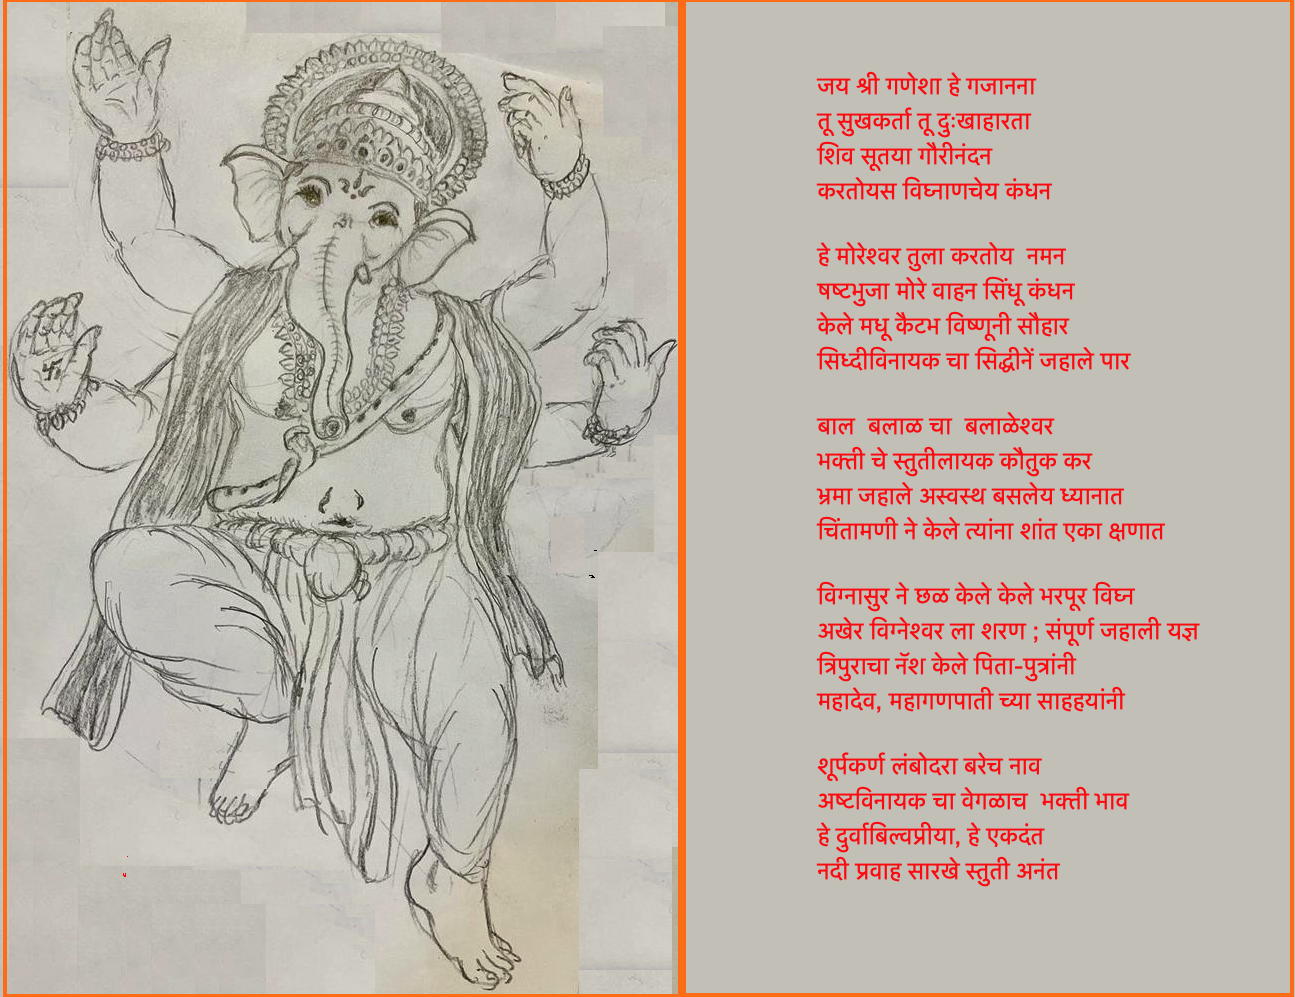 जय श्री गणेशा हे गजानना
तू सुखकर्ता तू दुःखाहारता
शिव सूतया गौरीनंदन
करतोयस विघ्नाणचेय कंधन
हे मोरेश्वर तुला करतोय नमन
षष्टभुजा मोरे वाहन सिंधू कंधन
केले मधू कैटभ विष्णूनी सौहार
सिध्दीविनायक चा सिद्धीनें जहाले पार
बाल बलाळ चा बलाळेश्वर
भक्ती चे स्तुतीलायक कौतुक कर
भ्रमा जहाले अस्वस्थ बसलेय ध्यानात
चिंतामणी ने केले त्यांना शांत एका क्षणात
विग्नासुर ने छळ केले केले भरपूर विघ्न
अखेर विग्नेश्वर ला शरण ; संपूर्ण जहाली यज्ञ
त्रिपुराचा नॅश केले पिता-पुत्रांनी
महादेव, महागणपाती च्या साहहयांनी
शूर्पकर्ण लंबोदरा बरेच नाव
अष्टविनायक चा वेगळाच भक्ती भाव
हे दुर्वाबिल्वप्रीया, हे एकदंत
नदी प्रवाह सारखे स्तुती अनंत